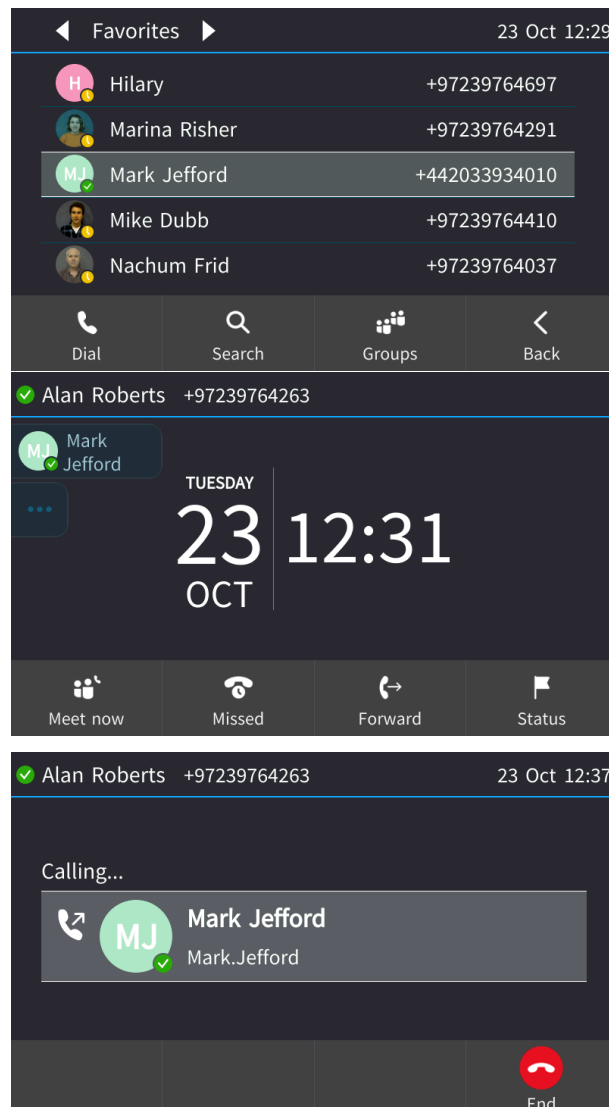 Favorites 23 Oct 12:29
H Hilary +97239764697
Marina Risher +97239764291
MJ Mark Jefford +442033934010
Mike Dubb +97239764410
Nachum Frid +97239764037
Dial Search Groups Back
Alan Roberts +97239764263
MJ Mark
Jefford
...
TUESDAY
23 12:31
OCT
Meet now Missed Forward Status
Alan Roberts +97239764263 23 Oct 12:37
Calling...
MJ Mark Jefford
Mark.Jefford
End